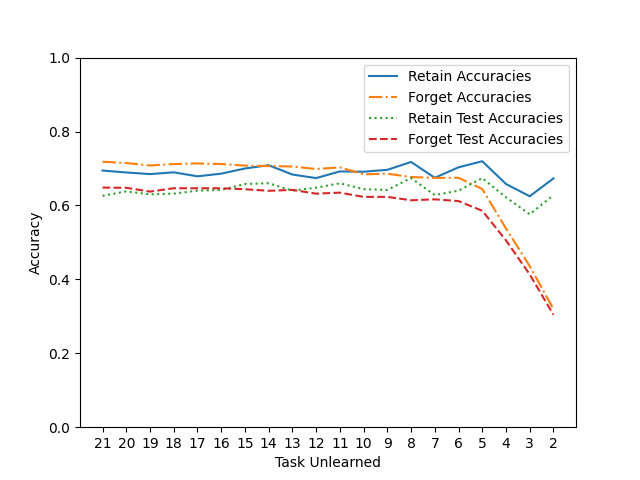 1.0
0.8
0.6
0.4
0.2
0.0
Accuracy
Retain Accuracies
Forget Accuracies
Retain Test Accuracies
Forget Test Accuracies
21 20 19 18 17 16 15 14 13 12 11 10 9 8 7 6 5 4 3 2
Task Unlearned